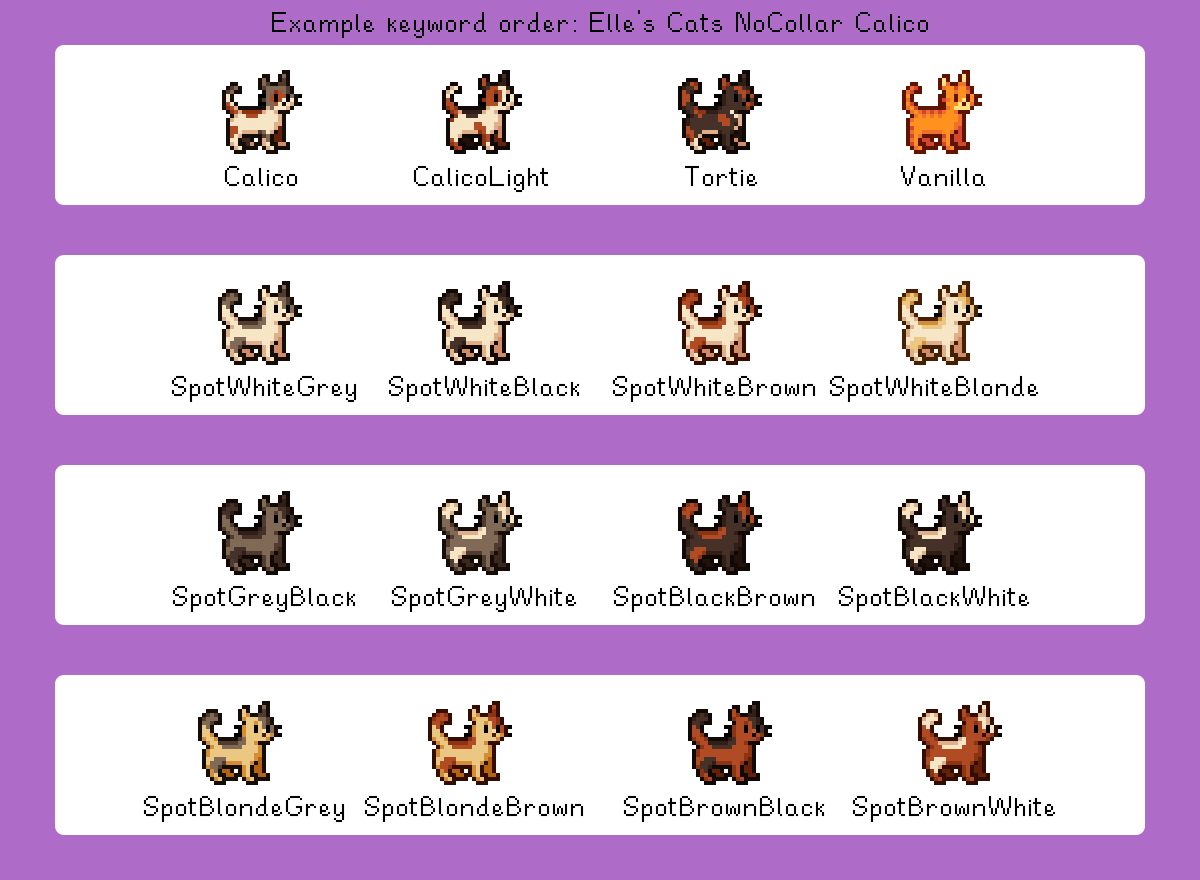 Example keyword order: Elle's Cats NoCollar Calico
Calico CalicoLight Tortie Vanilla
SpotWhiteGrey SpotWhiteBlack SpotWhiteBrown SpotWhiteBlonde
SpotGreyBlack SpotGreyWhite SpotBlackBrown SpotBlackWhite
SpotBlondeGrey SpotBlondeBrown SpotBrownBlack SpotBrownWhite